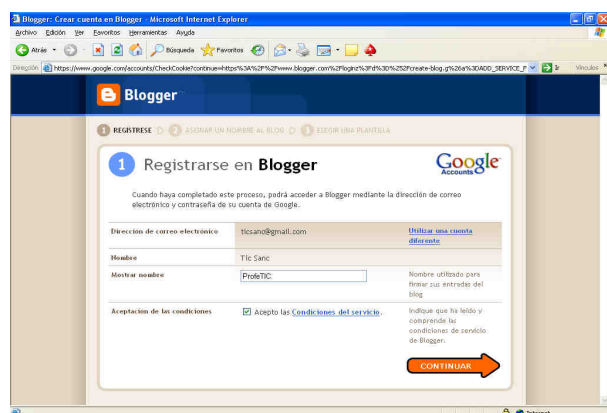 Blogger: Crear cuenta en Blogger - Microsoft Internet Explorer
Archivo Edición Ver Favoritos Herramientas Ayuda
Atrás Búsqueda Favoritos
Dirección https://www.google.com/accounts/CheckCookie?continue=https%3A%2F%2Fwww.blogger.com%2Floginz%3Fd%3D%252Fcreate-blog.g%26a%3DADD_SERVICE_F Ir Vínculos
Blogger
1 REGÍSTRESE 2 ASIGNAR UN NOMBRE AL BLOG 3 ELEGIR UNA PLANTILLA
1 Registrarse en Blogger
Google
Accounts
Cuando haya completado este proceso, podrá acceder a Blogger mediante la dirección de correo
electrónico y contraseña de su cuenta de Google.
Dirección de correo electrónico ticsanc@gmail.com Utilizar una cuenta
diferente
Nombre Tic Sanc
Mostrar nombre ProfeTIC Nombre utilizado para
firmar sus entradas del
blog
Aceptación de las condiciones Acepto las Condiciones del servicio. Indique que ha leído y
comprende las
condiciones de servicio
de Blogger.
CONTINUAR
Internet